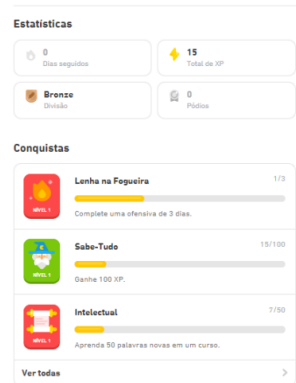 Estatísticas
0
Dias seguidos
15
Total de XP
Bronze
Divisão
0
Pódios
Conquistas
NÍVEL 1
Lenha na Fogueira
1/3
Complete uma ofensiva de 3 dias.
NÍVEL 1
Sabe-Tudo
15/100
Ganhe 100 XP.
NÍVEL 1
Intelectual
7/50
Aprenda 50 palavras novas em um curso.
Ver todas